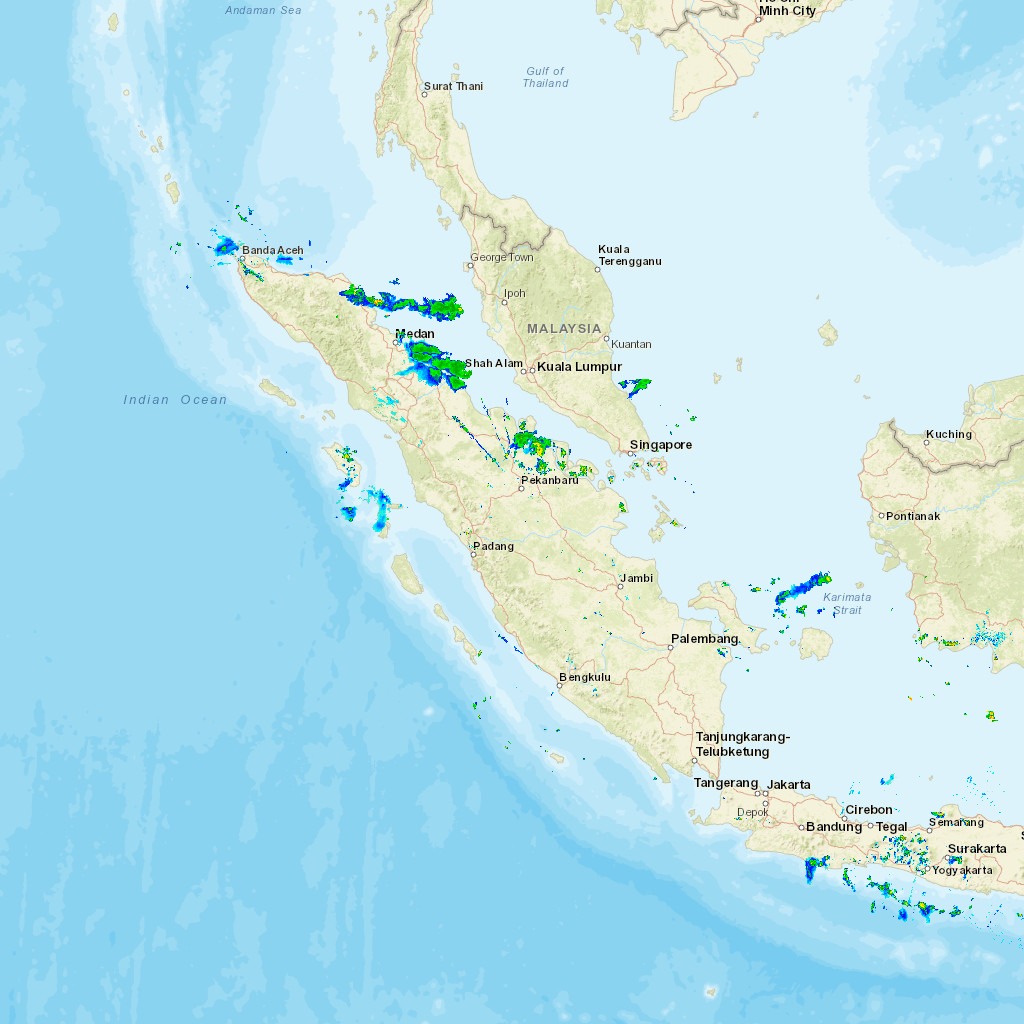 Andaman Sea
Minh City
Gulf of
Thailand
Surat Thani
Banda Aceh
George Town
Kuala
Terengganu
Ipoh
MALAYSIA
Medan
Kuantan
Shah Alam
Kuala Lumpur
Indian Ocean
Singapore
Kuching
Pekanbaru
Pontianak
Padang
Jambi
Karimata
Strait
Palembang
Bengkulu
Tanjungkarang-
Telubketung
Tangerang
Jakarta
Depok
Cirebon
Bandung
Tegal
Semarang
Surakarta
Yogyakarta